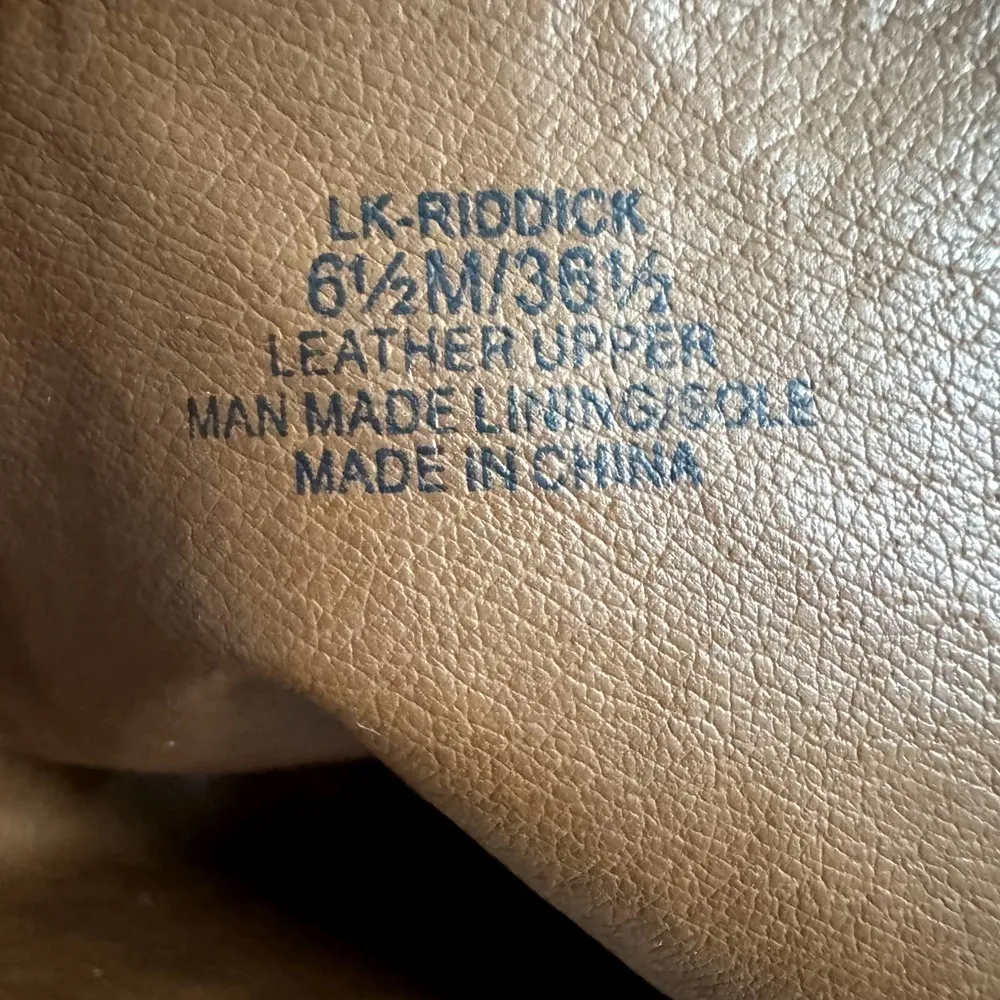 LK-RIDDICK
6½M/36½
LEATHER UPPER
MAN MADE LINING/SOLE
MADE IN CHINA